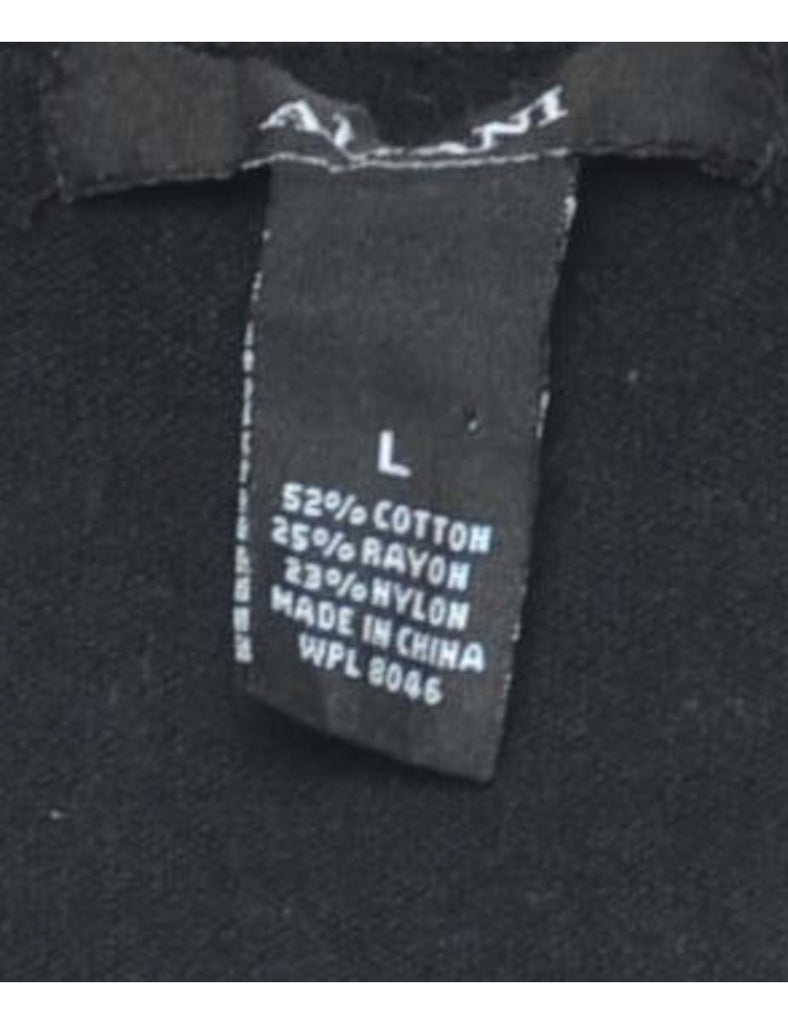 L
52% COTTON
25% RAYON
23% NYLON
MADE IN CHINA
WPL 8046